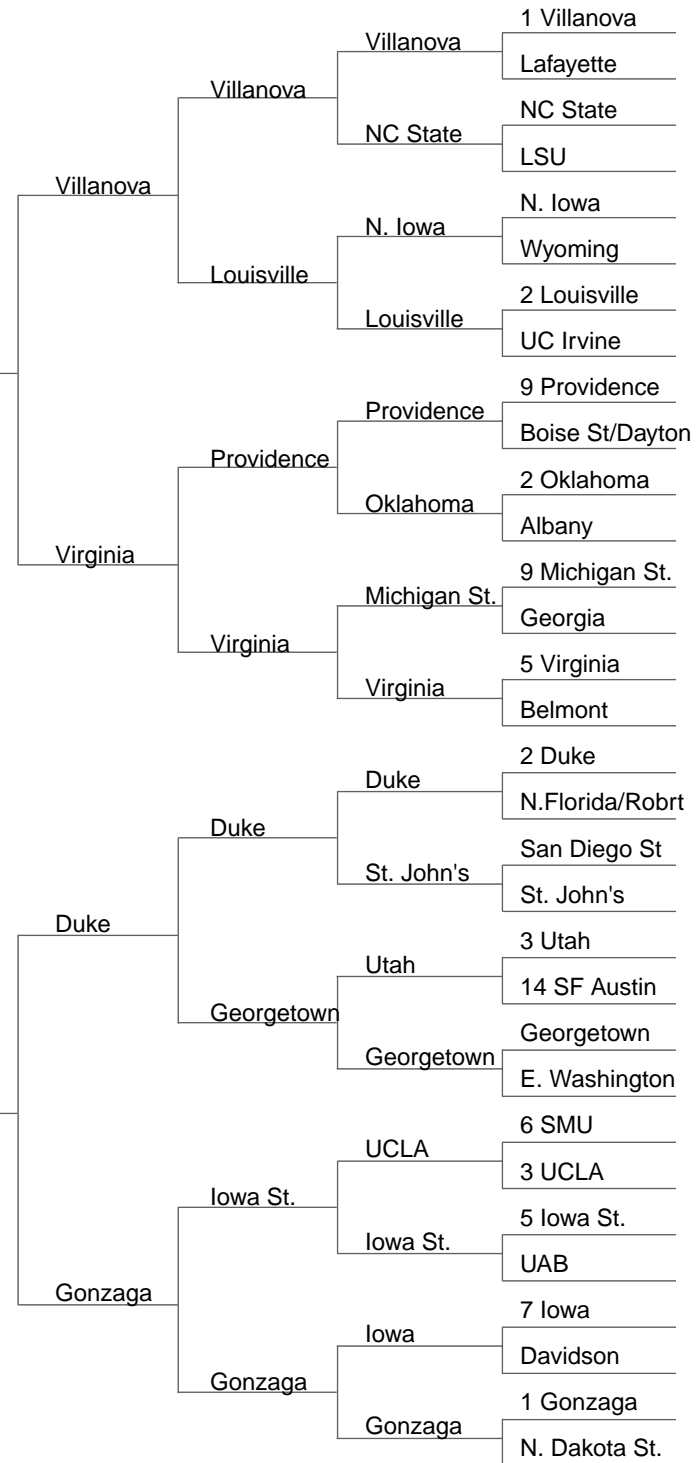 1 Villanova
Villanova
Lafayette
Villanova
NC State
NC State
LSU
Villanova
N. Iowa
N. Iowa
Wyoming
Louisville
2 Louisville
Louisville
UC Irvine
9 Providence
Providence
Boise St/Dayton
Providence
2 Oklahoma
Oklahoma
Albany
Virginia
9 Michigan St.
Michigan St.
Georgia
Virginia
5 Virginia
Virginia
Belmont
2 Duke
Duke
N.Florida/Robrt
Duke
San Diego St
St. John's
St. John's
Duke
3 Utah
Utah
14 SF Austin
Georgetown
Georgetown
Georgetown
E. Washington
6 SMU
UCLA
3 UCLA
Iowa St.
5 Iowa St.
Iowa St.
UAB
Gonzaga
7 Iowa
Iowa
Davidson
Gonzaga
1 Gonzaga
Gonzaga
N. Dakota St.